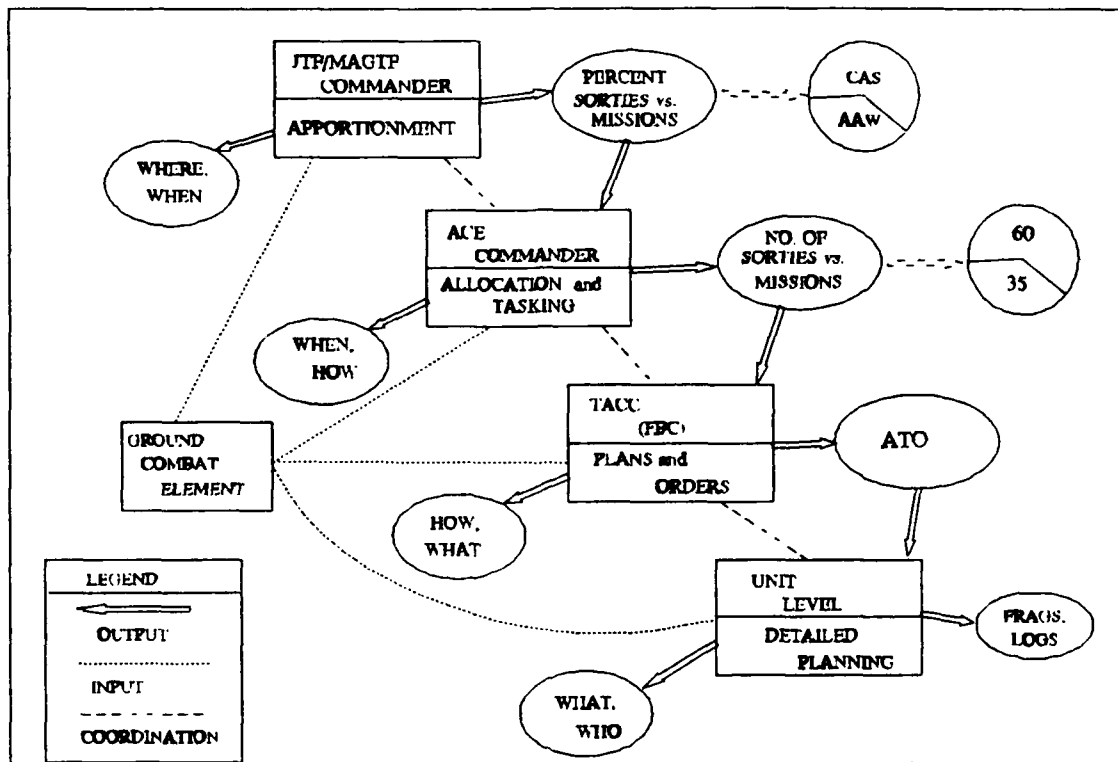 JTF/MAGTF
COMMANDER
APPORTIONMENT
PERCENT
SORTIES vs.
MISSIONS
CAS
AAW
WHERE,
WHEN
ACE
COMMANDER
ALLOCATION and
TASKING
NO. OF
SORTIES vs.
MISSIONS
60
35
WHEN,
HOW
GROUND
COMBAT
ELEMENT
TACC
(FBC)
PLANS and
ORDERS
ATO
HOW,
WHAT
UNIT
LEVEL
DETAILED
PLANNING
FRAGS,
LOGS
WHAT,
WHO
LEGEND
OUTPUT
INPUT
COORDINATION